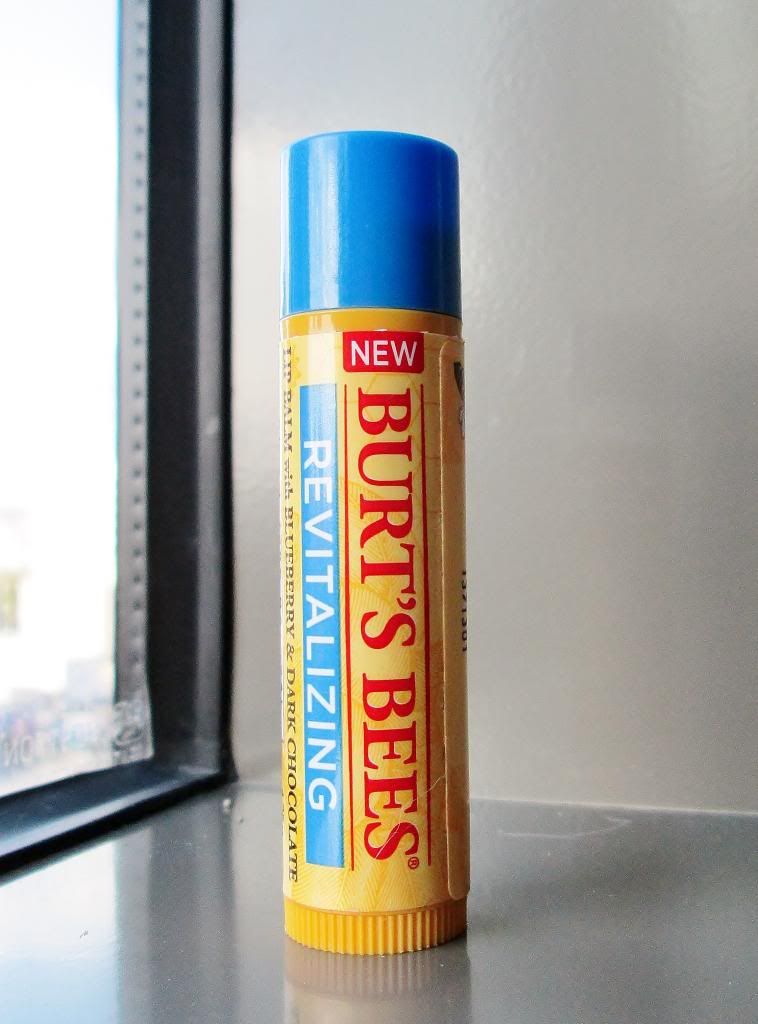 NEW
BURT'S BEES®
REVITALIZING
LIP BALM with BLUEBERRY & DARK CHOCOLATE